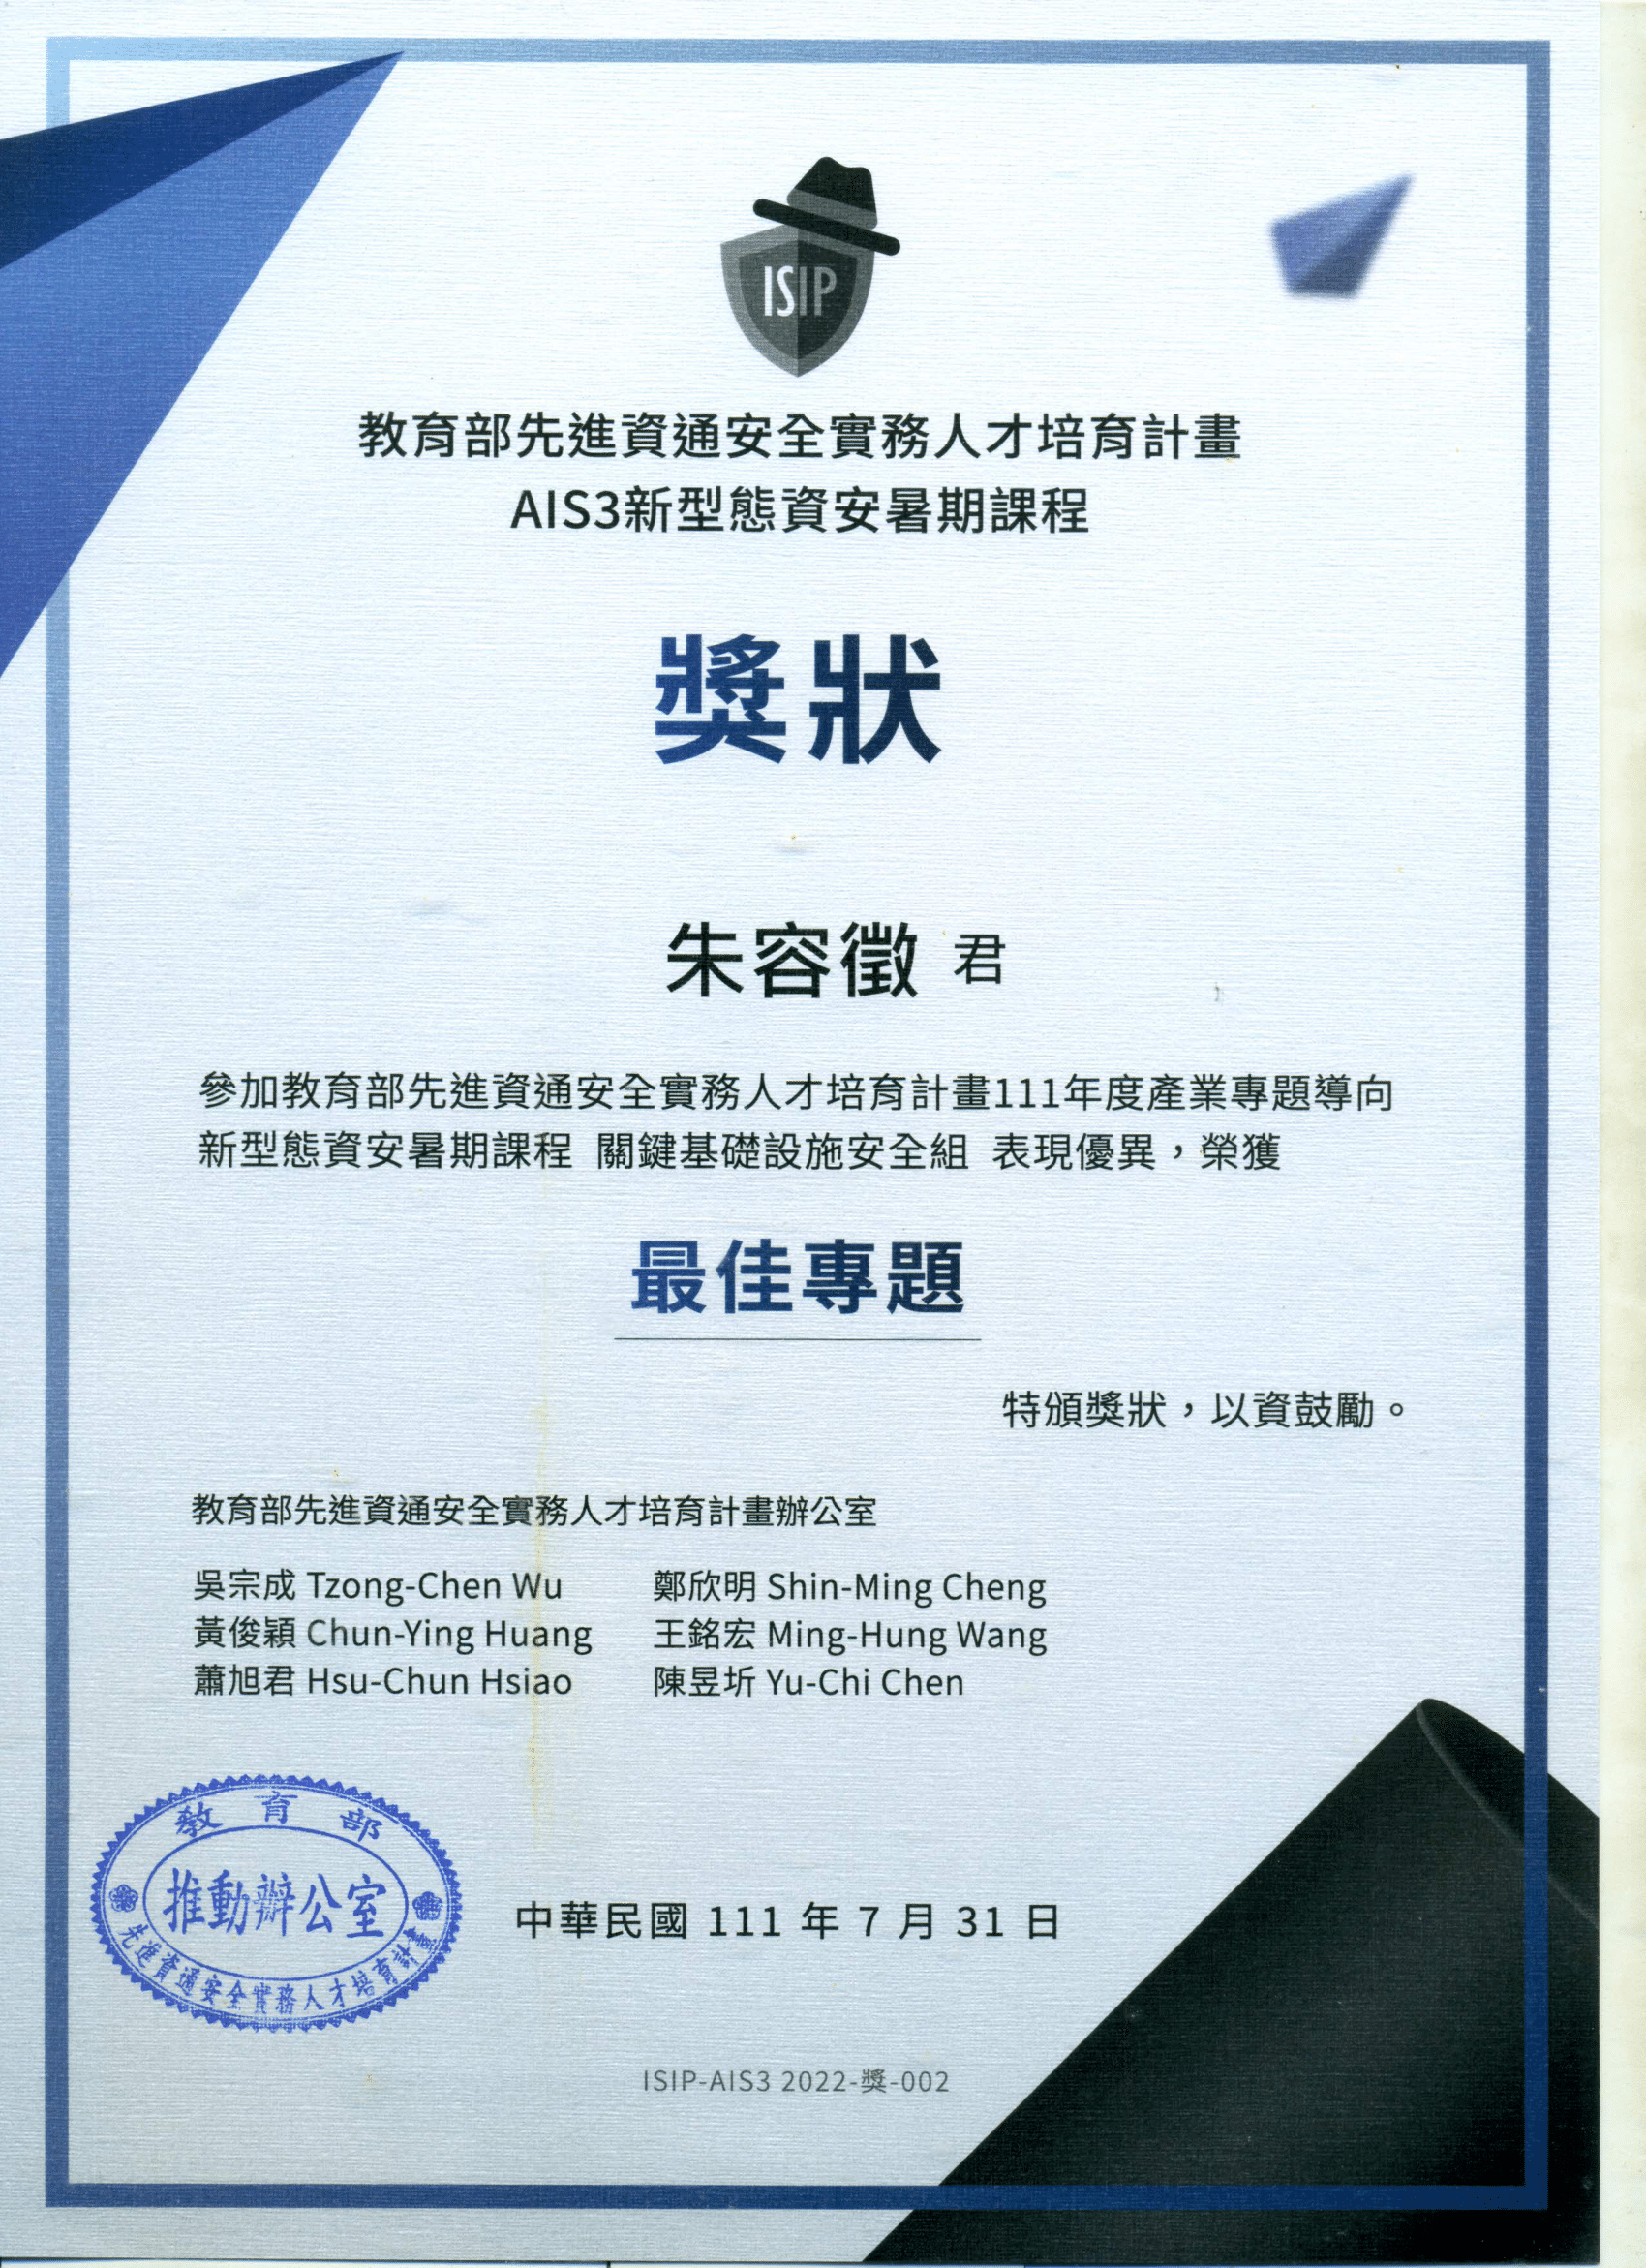 ISIP
教育部先進資通安全實務人才培育計畫
AIS3新型態資安暑期課程
獎狀
朱容徵 君
參加教育部先進資通安全實務人才培育計畫111年度產業專題導向
新型態資安暑期課程 關鍵基礎設施安全組 表現優異，榮獲
最佳專題
特頒獎狀，以資鼓勵。
教育部先進資通安全實務人才培育計畫辦公室
吳宗成 Tzong-Chen Wu 鄭欣明 Shin-Ming Cheng
黃俊穎 Chun-Ying Huang 王銘宏 Ming-Hung Wang
蕭旭君 Hsu-Chun Hsiao 陳昱圻 Yu-Chi Chen
教育部
推動辦公室
先進資通安全實務人才培育計畫
中華民國 111 年 7 月 31 日
ISIP-AIS3 2022-獎-002